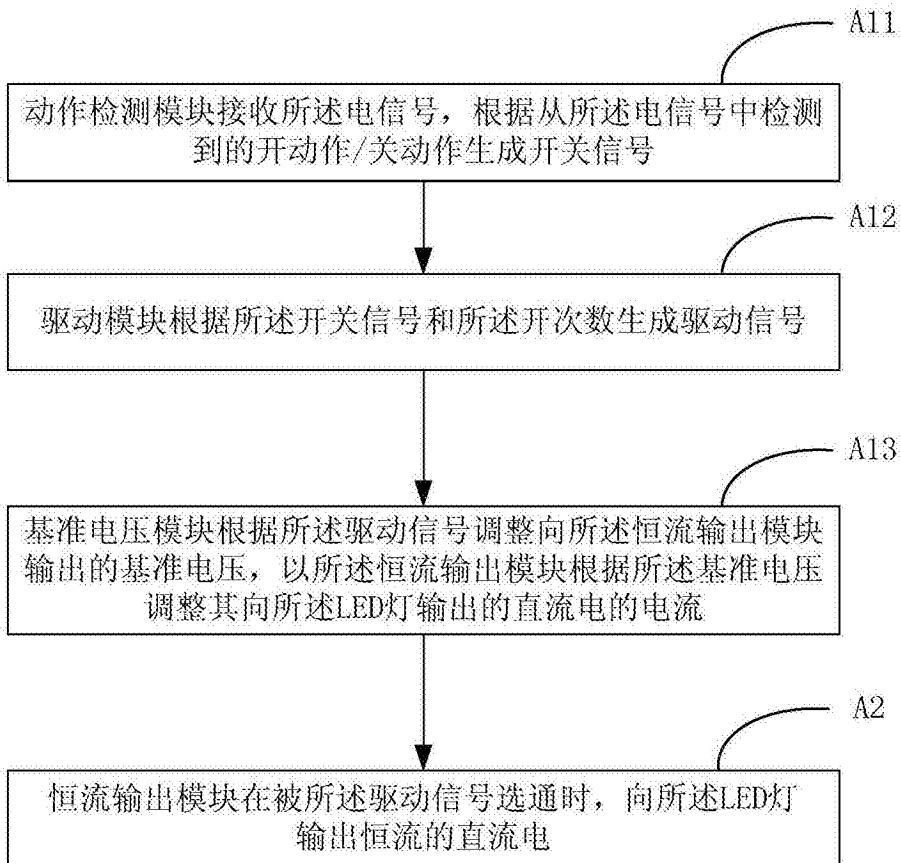 A11
动作检测模块接收所述电信号，根据从所述电信号中检测
到的开动作/关动作生成开关信号
A12
驱动模块根据所述开关信号和所述开次数生成驱动信号
A13
基准电压模块根据所述驱动信号调整向所述恒流输出模块
输出的基准电压，以所述恒流输出模块根据所述基准电压
调整其向所述LED灯输出的直流电的电流
A2
恒流输出模块在被所述驱动信号选通时，向所述LED灯
输出恒流的直流电